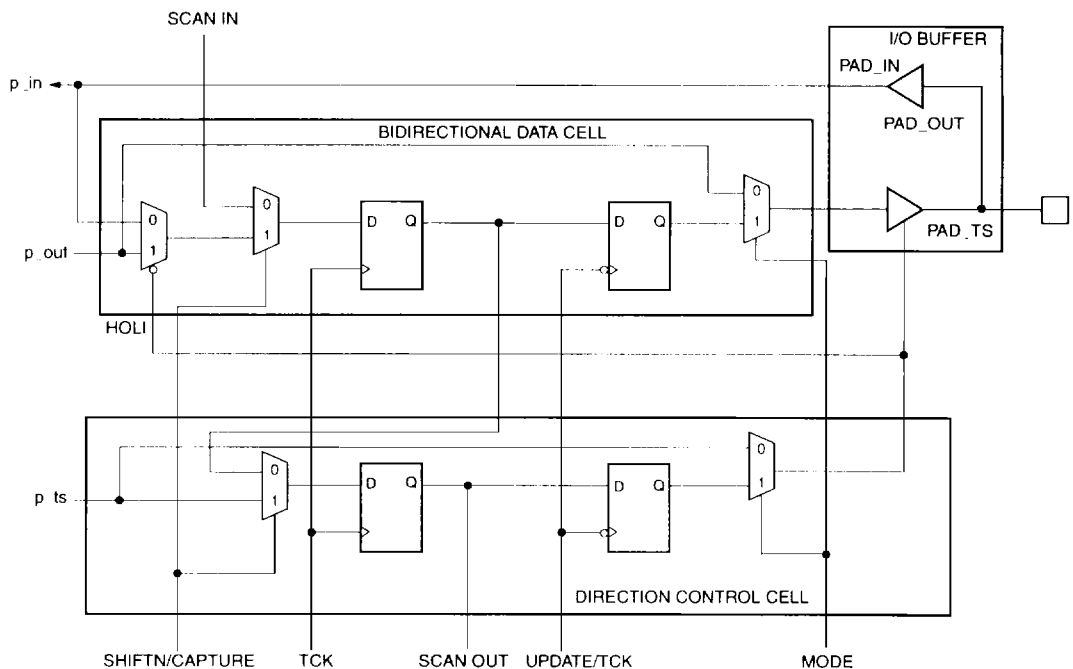 SCAN IN
I/O BUFFER
PAD_IN
p_in
PAD_OUT
BIDIRECTIONAL DATA CELL
0
0
0
D Q
D Q
1
1
1
p_out
PAD_TS
HOLI
0
0
D Q
D Q
1
1
p_ts
DIRECTION CONTROL CELL
SHIFTN/CAPTURE
TCK
SCAN OUT
UPDATE/TCK
MODE